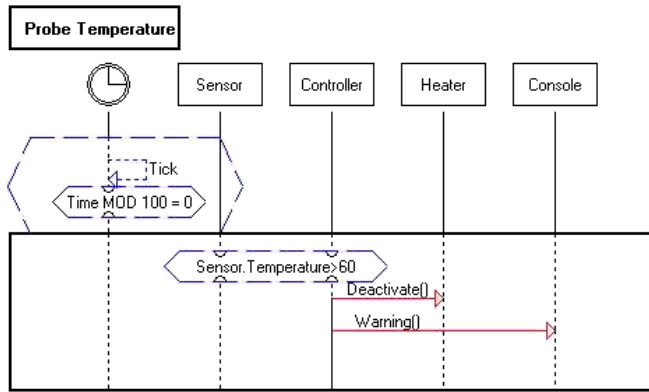 Probe Temperature
Sensor Controller Heater Console
Tick
Time MOD 100 = 0
Sensor.Temperature>60
Deactivate()
Warning()